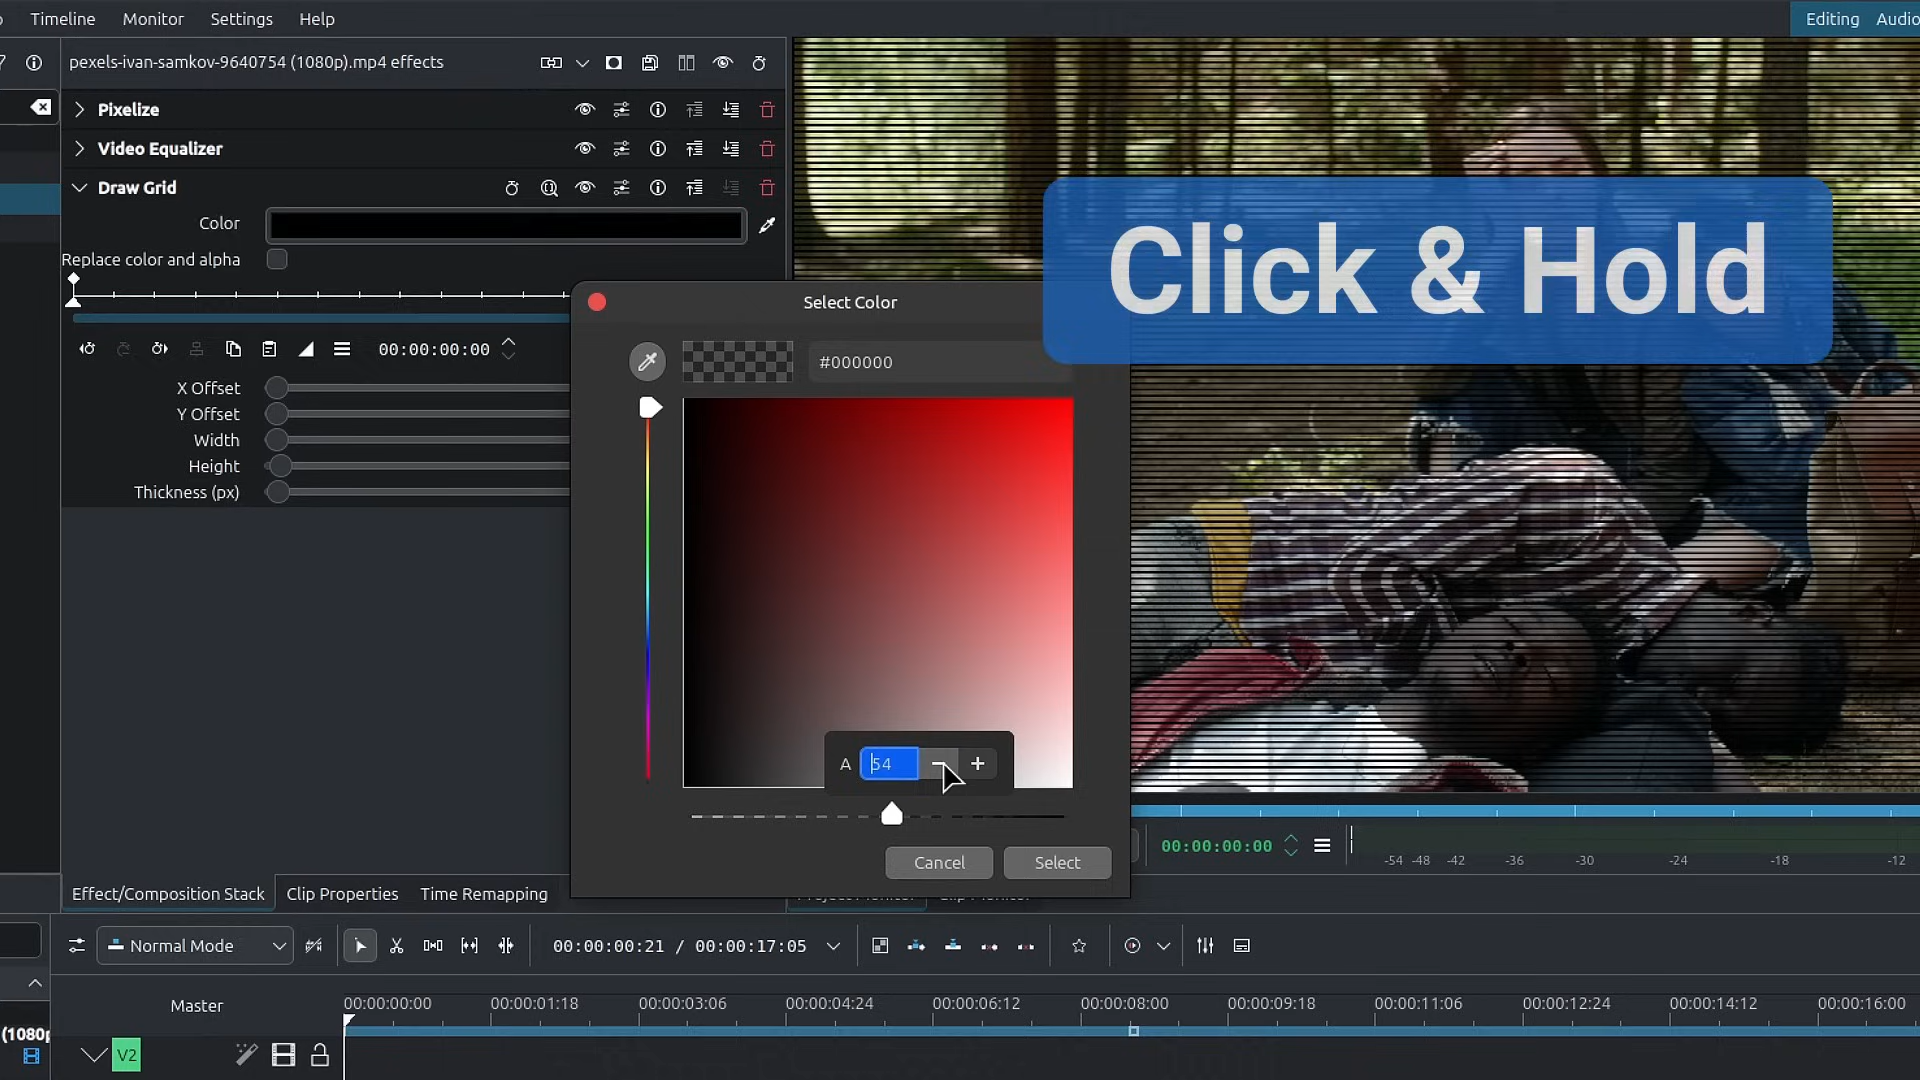 Timeline Monitor Settings Help
Editing Audio
pexels-ivan-samkov-9640754 (1080p).mp4 effects
Pixelize
Video Equalizer
Draw Grid
Color
Click & Hold
Replace color and alpha
Select Color
00:00:00:00
#000000
X Offset
Y Offset
Width
Height
Thickness (px)
A 54
00:00:00:00
-54 -48 -42 -36 -30 -24 -18 -12
Cancel Select
Effect/Composition Stack Clip Properties Time Remapping
Normal Mode 00:00:00:21 / 00:00:17:05
Master 00:00:00:00 00:00:01:18 00:00:03:06 00:00:04:24 00:00:06:12 00:00:08:00 00:00:09:18 00:00:11:06 00:00:12:24 00:00:14:12 00:00:16:00
(1080p
V2